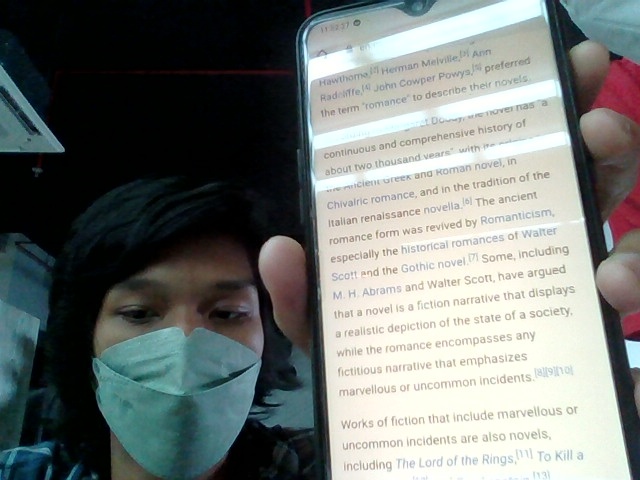 Hawthorne,[2] Herman Melville,[3] Ann
Radcliffe,[4] John Cowper Powys,[5] preferred
the term "romance" to describe their novels.
Doody, the novel has "a
continuous and comprehensive history of
about two thousand years", with its
the Ancient Greek and Roman novel, in
Chivalric romance, and in the tradition of the
Italian renaissance novella.[6] The ancient
romance form was revived by Romanticism,
especially the historical romances of Walter
Scott and the Gothic novel.[7] Some, including
M. H. Abrams and Walter Scott, have argued
that a novel is a fiction narrative that displays
a realistic depiction of the state of a society,
while the romance encompasses any
fictitious narrative that emphasizes
marvellous or uncommon incidents.[8][9][10]
Works of fiction that include marvellous or
uncommon incidents are also novels,
including The Lord of the Rings,[11] To Kill a